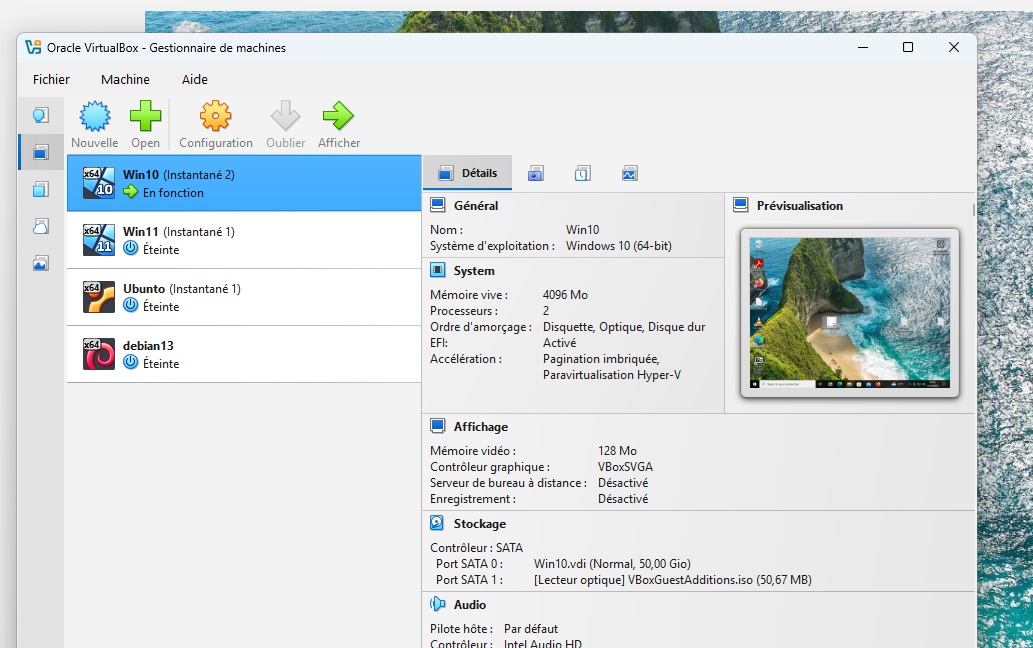 Oracle VirtualBox - Gestionnaire de machines
Fichier Machine Aide
Nouvelle Open Configuration Oublier Afficher
x64 10 Win10 (Instantané 2)
En fonction
x64 11 Win11 (Instantané 1)
Éteinte
x64 Ubunto (Instantané 1)
Éteinte
x64 debian13
Éteinte
Détails
Général
Nom : Win10
Système d'exploitation : Windows 10 (64-bit)
System
Mémoire vive : 4096 Mo
Processeurs : 2
Ordre d'amorçage : Disquette, Optique, Disque dur
EFI: Activé
Accélération : Pagination imbriquée,
Paravirtualisation Hyper-V
Prévisualisation
Affichage
Mémoire vidéo : 128 Mo
Contrôleur graphique : VBoxSVGA
Serveur de bureau à distance : Désactivé
Enregistrement : Désactivé
Stockage
Contrôleur : SATA
Port SATA 0 : Win10.vdi (Normal, 50,00 Gio)
Port SATA 1 : [Lecteur optique] VBoxGuestAdditions.iso (50,67 MB)
Audio
Pilote hôte : Par défaut
Contrôleur : Intel Audio HD